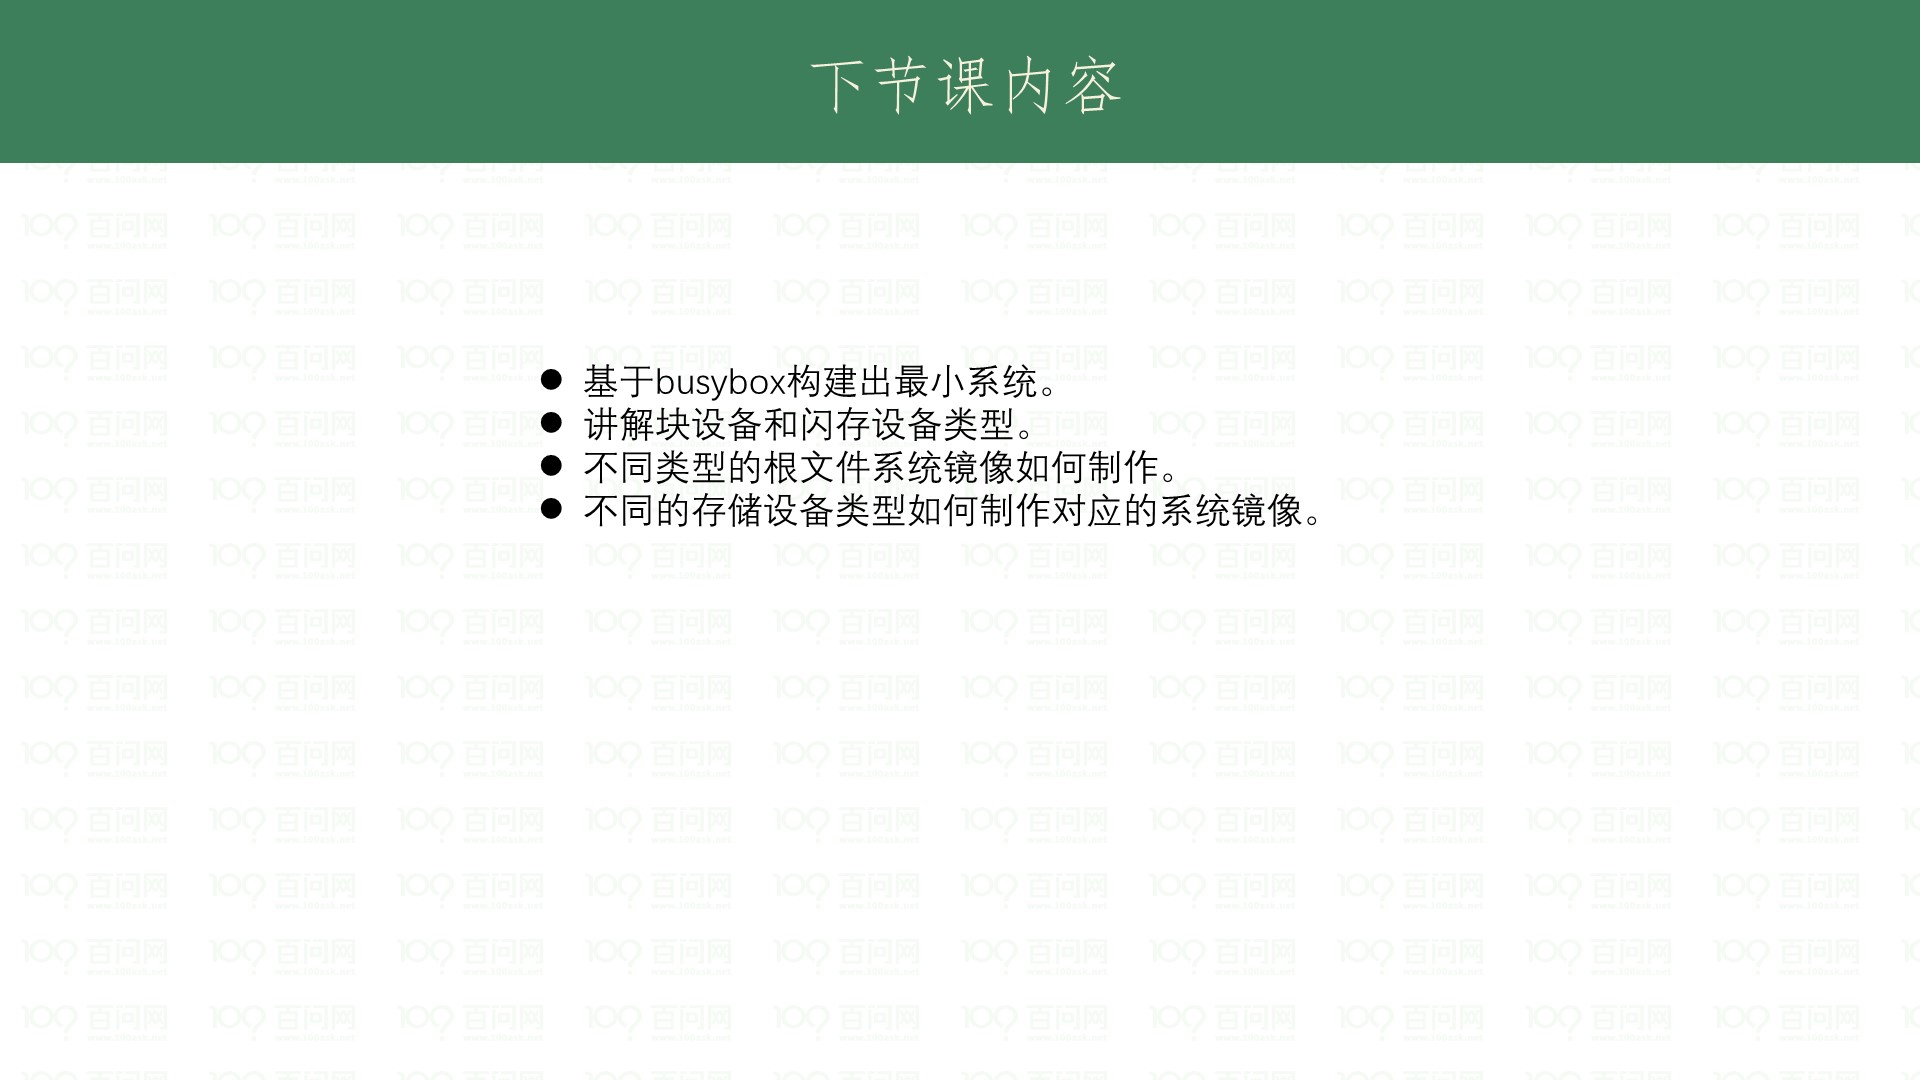 下节课内容
● 基于busybox构建出最小系统。
● 讲解块设备和闪存设备类型。
● 不同类型的根文件系统镜像如何制作。
● 不同的存储设备类型如何制作对应的系统镜像。
百问网
www.100ask.net